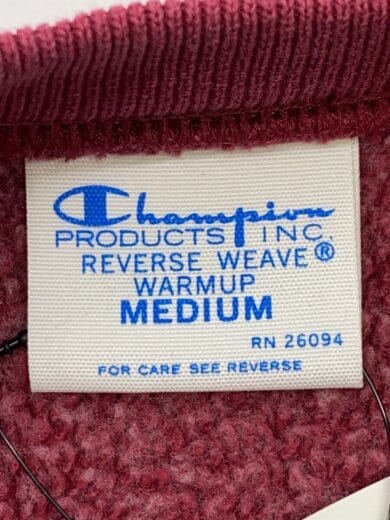 Champion
PRODUCTS INC.
REVERSE WEAVE®
WARMUP
MEDIUM
RN 26094
FOR CARE SEE REVERSE